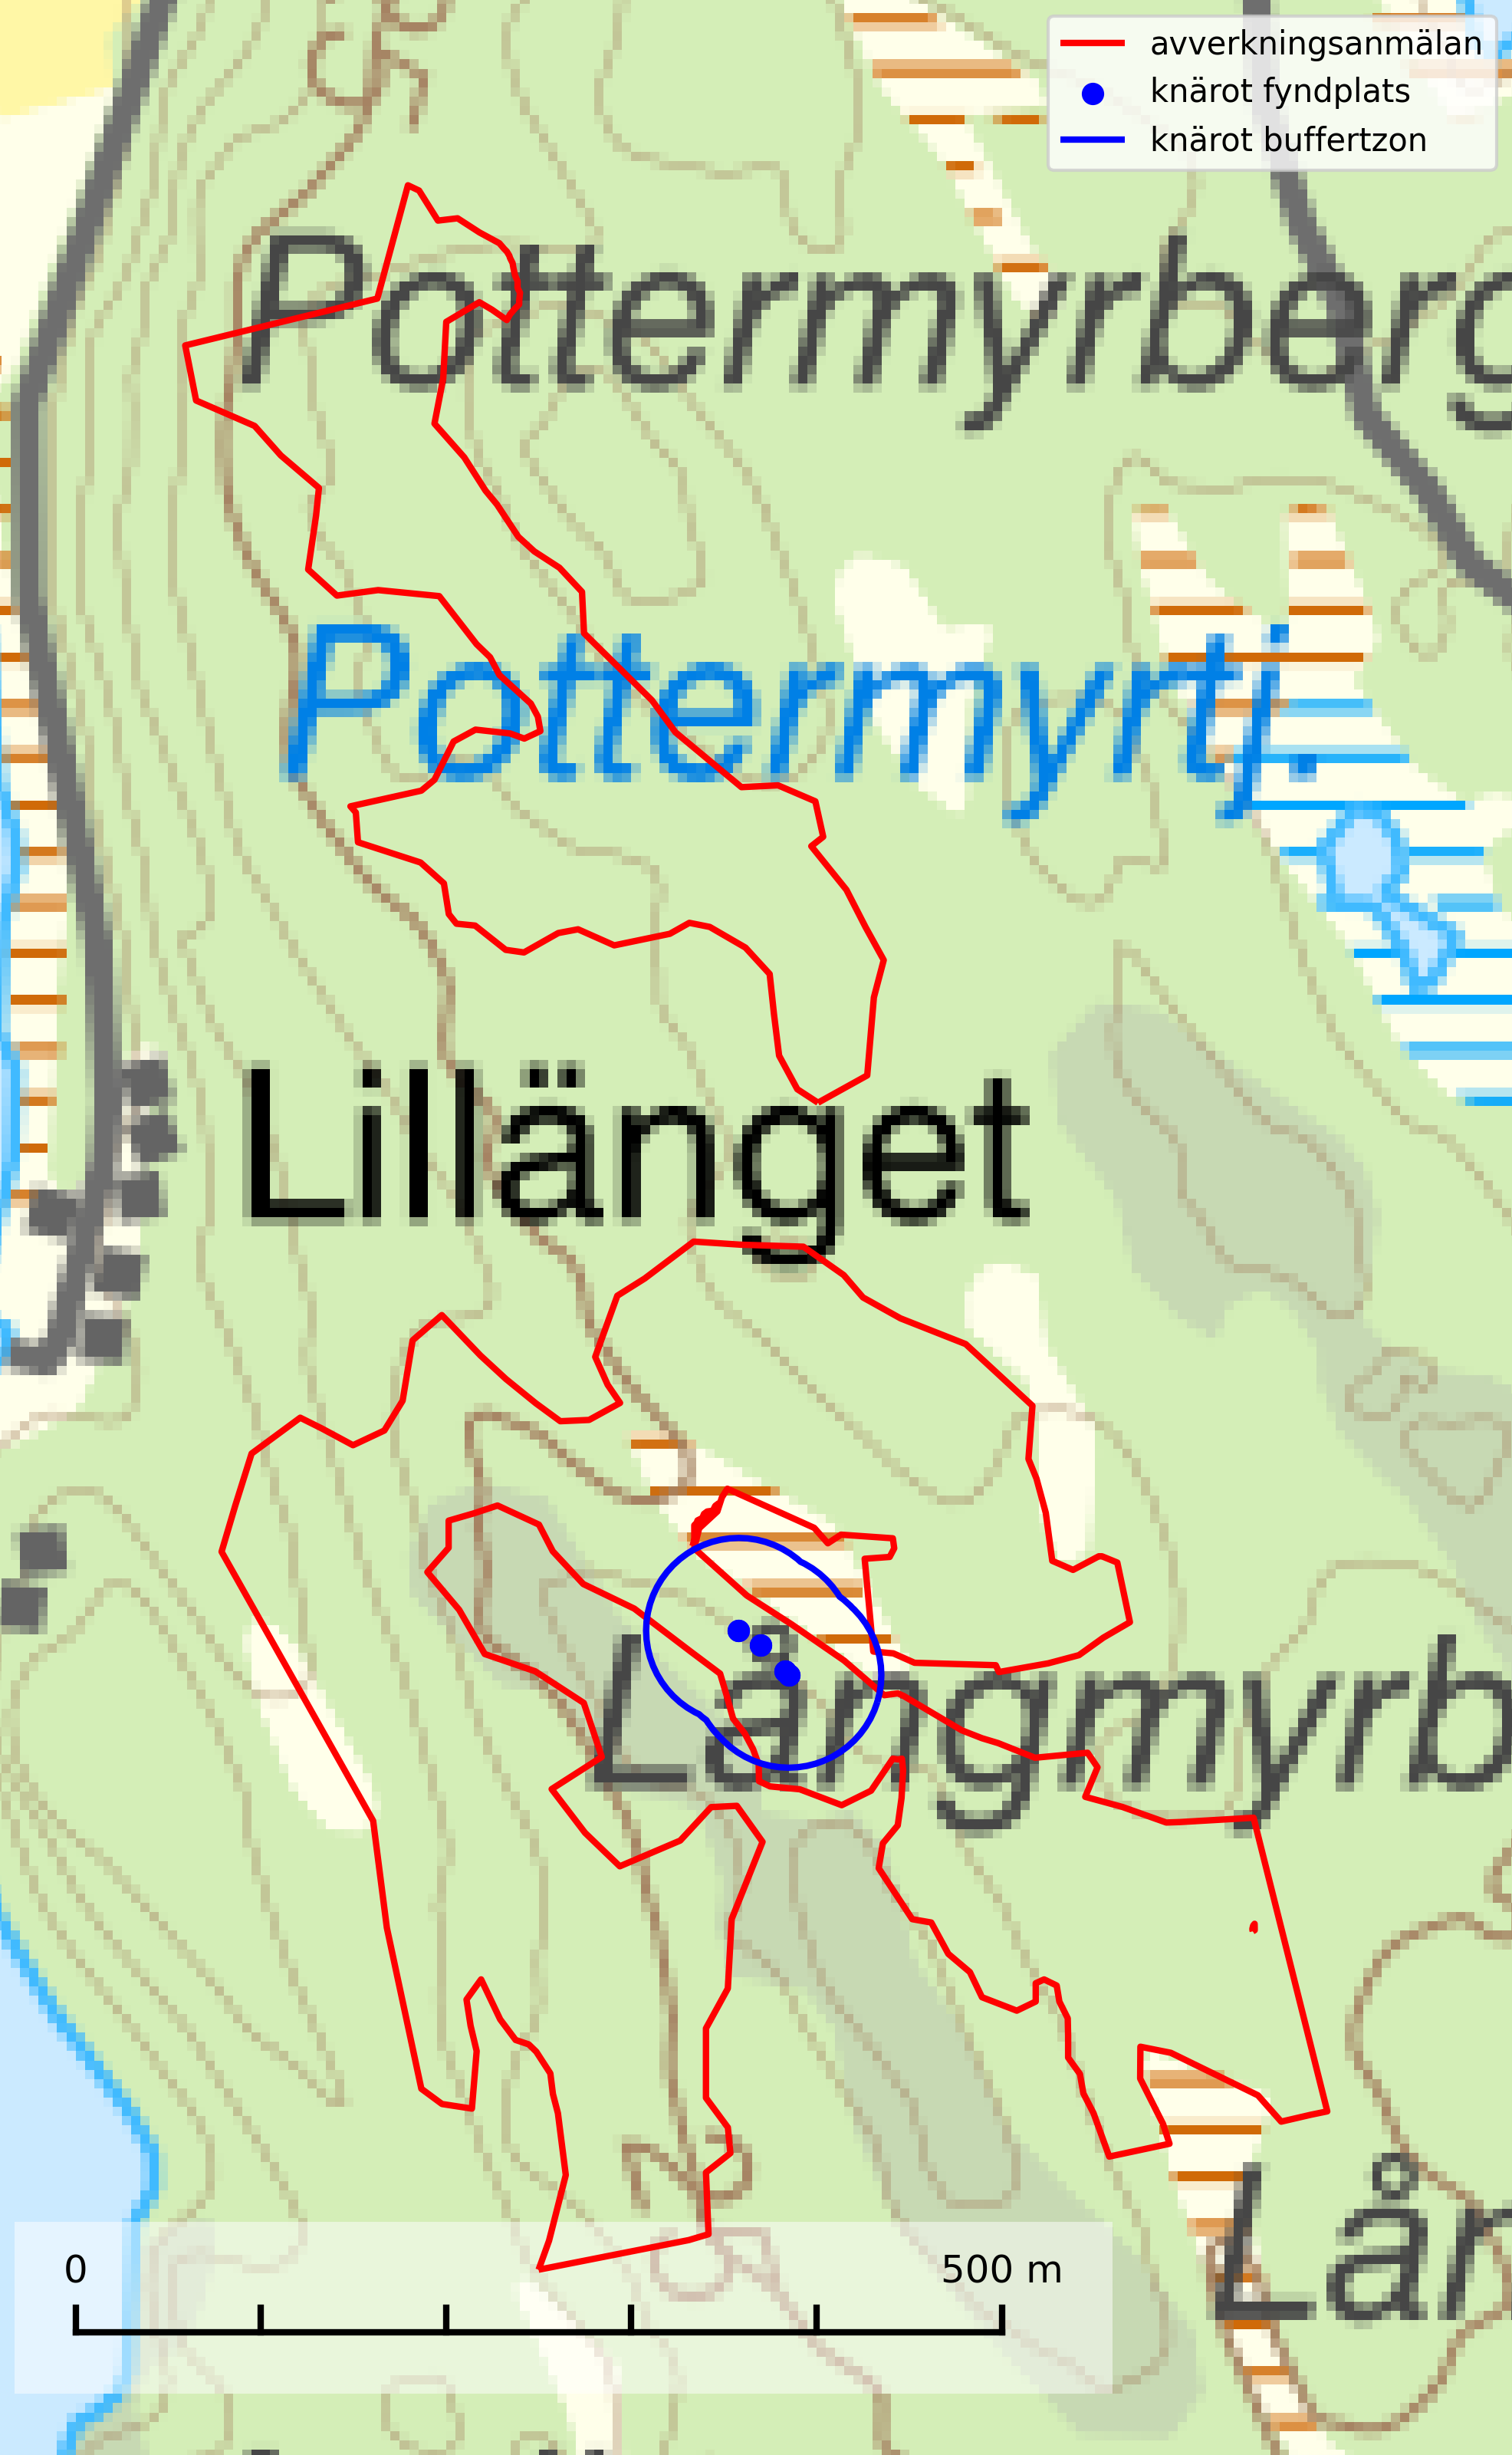 avverkningsanmälan
knärot fyndplats
knärot buffertzon
Pottermyrberg
Pottermyrtj.
Lillänget
Långmyrb
Lån
0 500 m